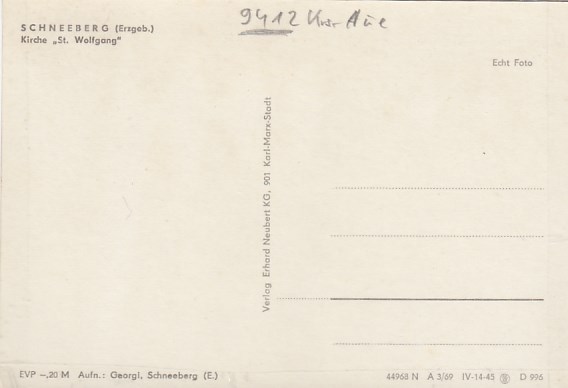 9412 Krs. Aue
SCHNEEBERG (Erzgeb.)
Kirche „St. Wolfgang"
Echt Foto
Verlag Erhard Neubert KG, 901 Karl-Marx-Stadt
EVP –,20 M Aufn.: Georgi, Schneeberg (E.)
44968 N A 3/69 IV-14-45 D 996